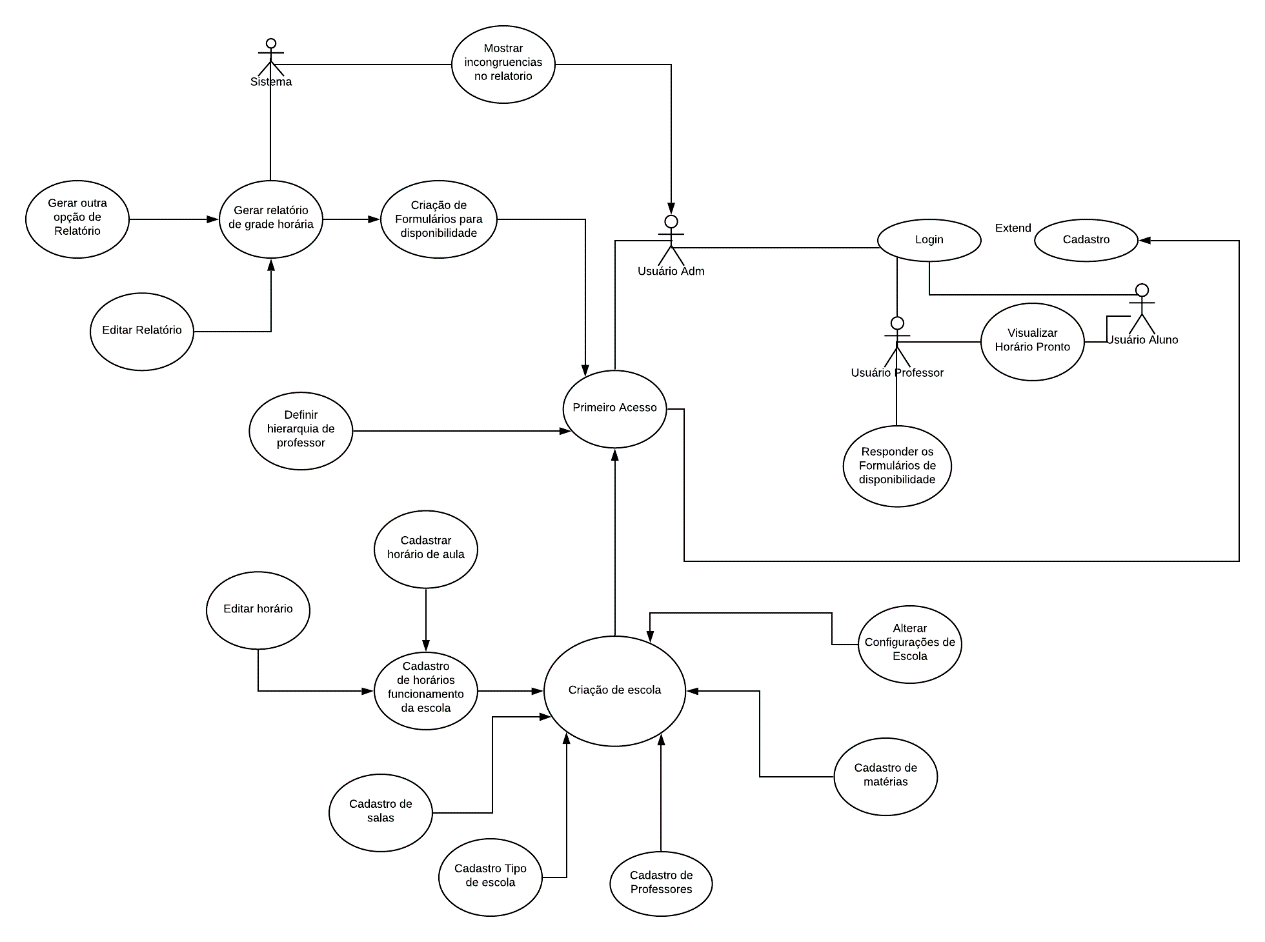 Mostrar
incongruencias
no relatorio
Sistema
Gerar outra
opção de
Relatório
Gerar relatório
de grade horária
Criação de
Formulários para
disponibilidade
Login
Extend
Cadastro
Usuário Adm
Editar Relatório
Visualizar
Horário Pronto
Usuário Aluno
Usuário Professor
Primeiro Acesso
Definir
hierarquia de
professor
Responder os
Formulários de
disponibilidade
Cadastrar
horário de aula
Editar horário
Alterar
Configurações de
Escola
Cadastro
de horários
funcionamento
da escola
Criação de escola
Cadastro de
matérias
Cadastro de
salas
Cadastro Tipo
de escola
Cadastro de
Professores